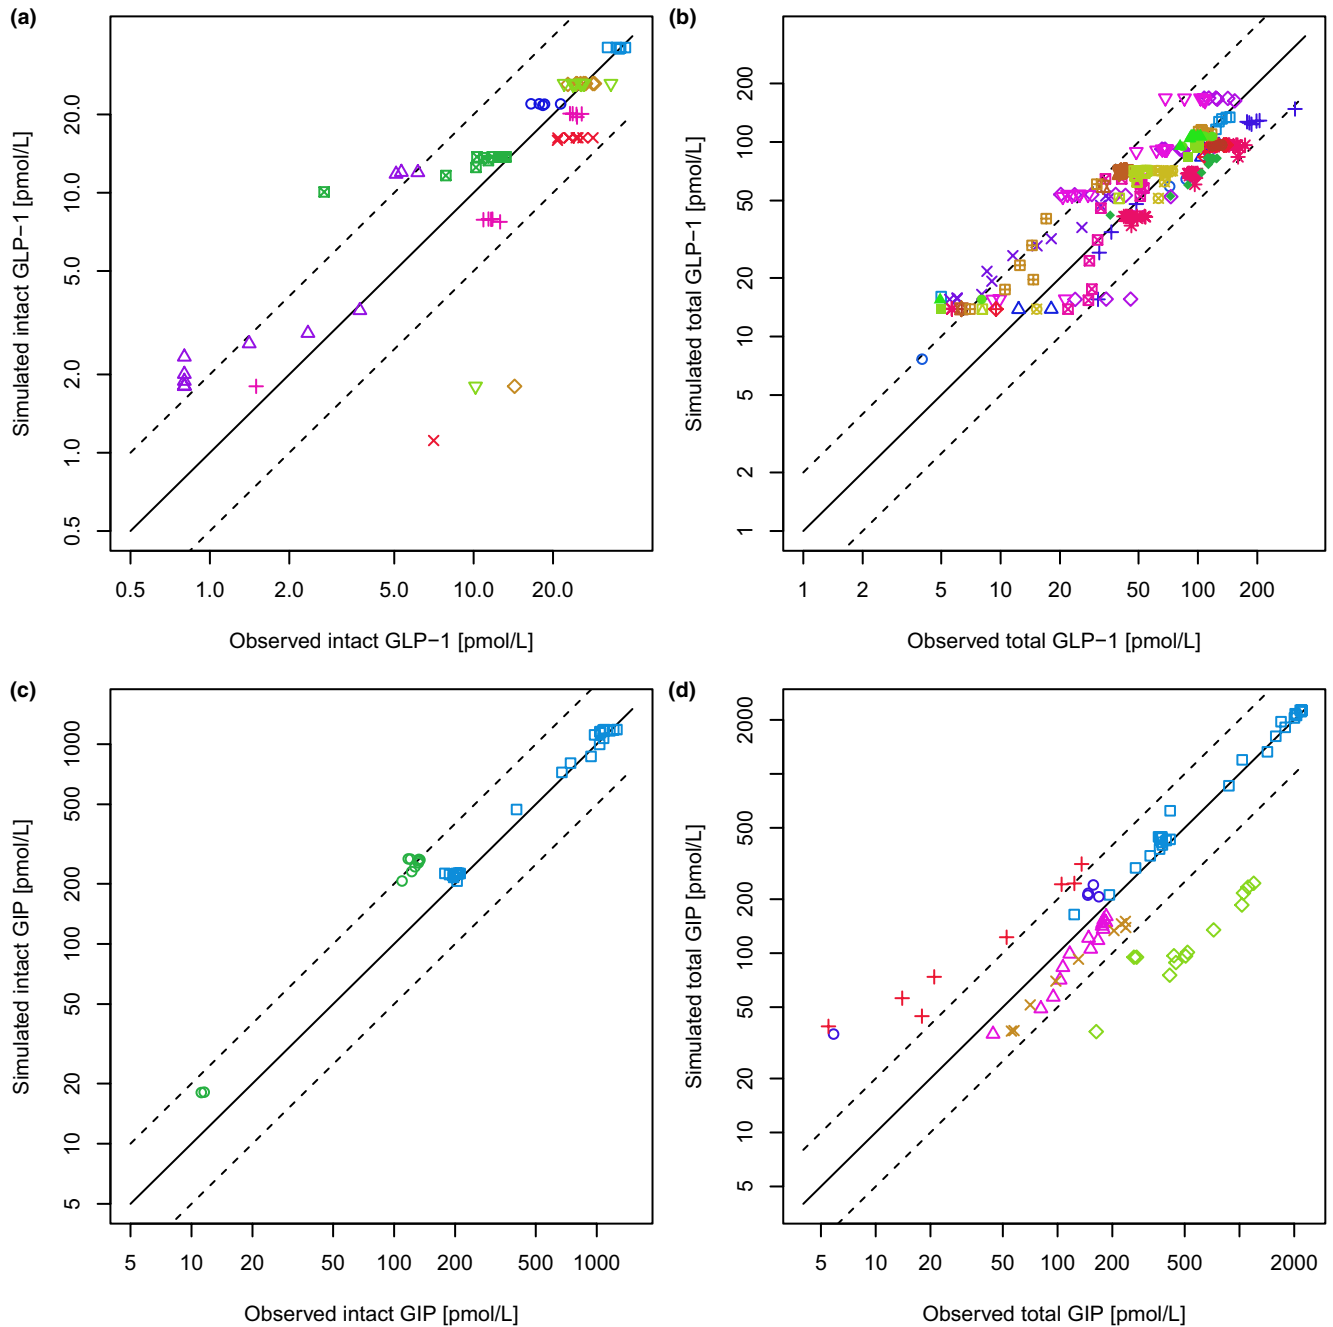 (a)
Simulated intact GLP−1 [pmol/L]
20.0
10.0
5.0
2.0
1.0
0.5
0.5 1.0 2.0 5.0 10.0 20.0
Observed intact GLP−1 [pmol/L]
(b)
Simulated total GLP−1 [pmol/L]
200
100
50
20
10
5
2
1
1 2 5 10 20 50 100 200
Observed total GLP−1 [pmol/L]
(c)
Simulated intact GIP [pmol/L]
1000
500
200
100
50
20
10
5
5 10 20 50 100 200 500 1000
Observed intact GIP [pmol/L]
(d)
Simulated total GIP [pmol/L]
2000
500
200
100
50
20
10
5
5 10 20 50 100 200 500 2000
Observed total GIP [pmol/L]